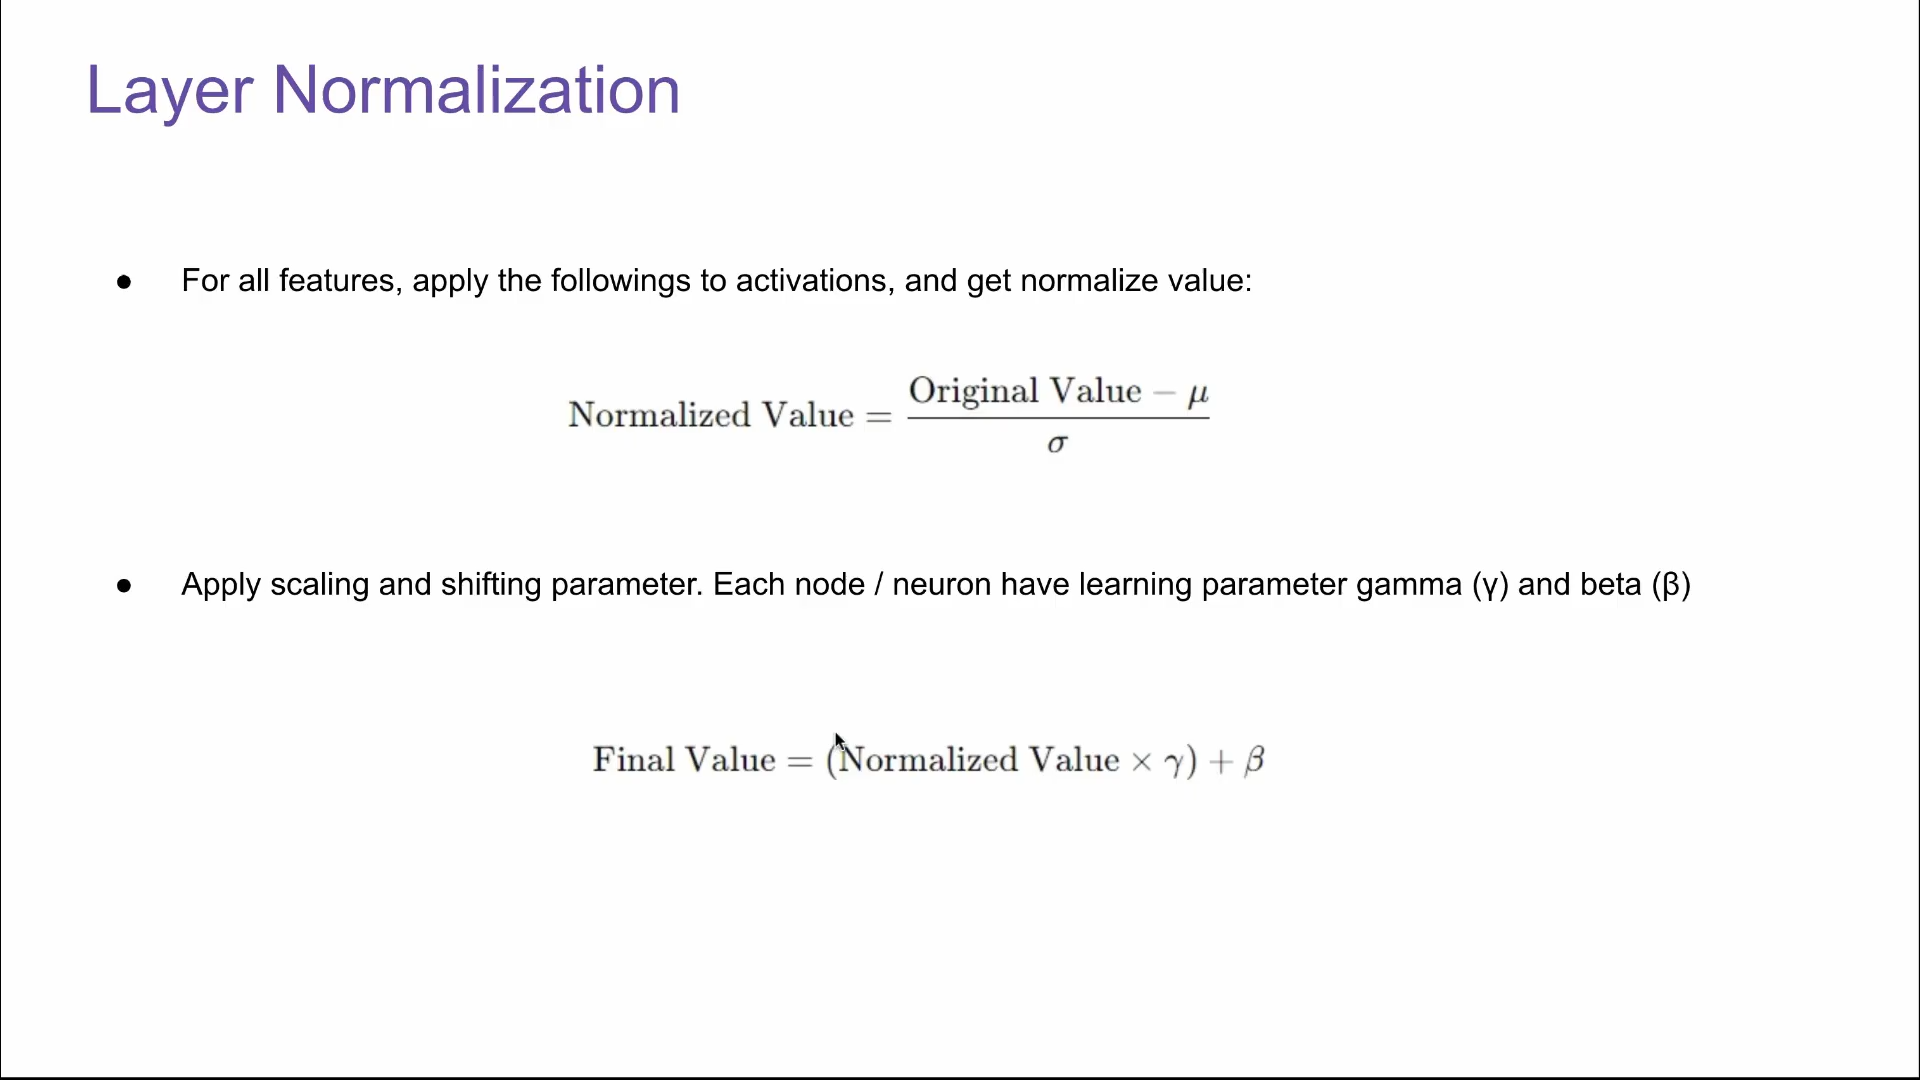 Layer Normalization
● For all features, apply the followings to activations, and get normalize value:
Normalized Value = (Original Value − μ) / σ
● Apply scaling and shifting parameter. Each node / neuron have learning parameter gamma (γ) and beta (β)
Final Value = (Normalized Value × γ) + β